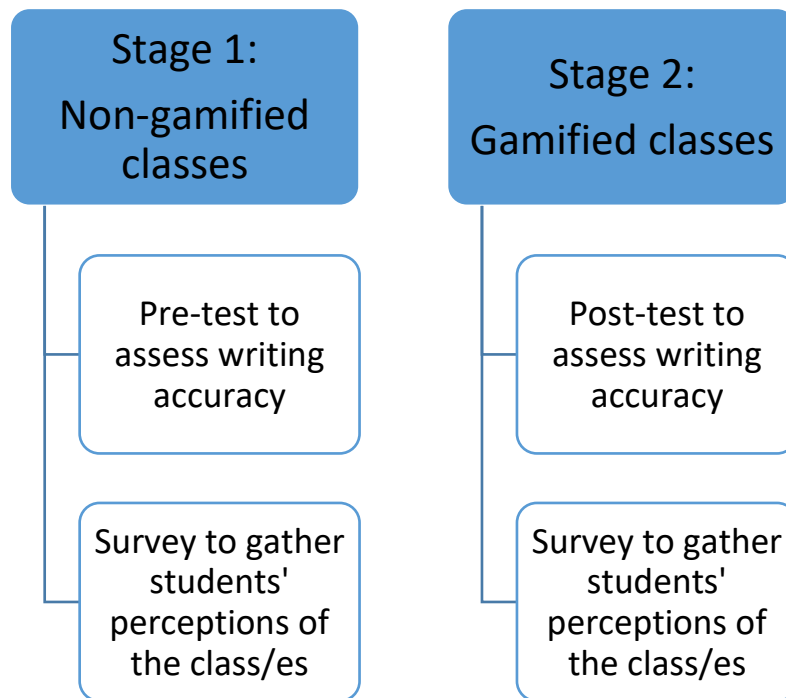 Stage 1:
Non-gamified
classes
Pre-test to
assess writing
accuracy
Survey to gather
students'
perceptions of
the class/es
Stage 2:
Gamified classes
Post-test to
assess writing
accuracy
Survey to gather
students'
perceptions of
the class/es